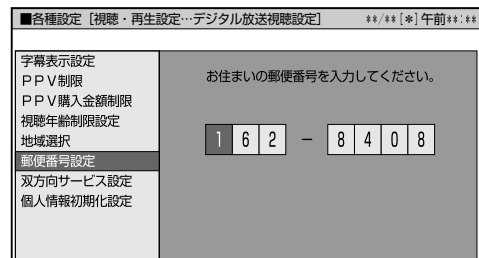 ■各種設定［視聴・再生設定…デジタル放送視聴設定］ **/**[*]午前**:**
字幕表示設定
ＰＰＶ制限
ＰＰＶ購入金額制限
視聴年齢制限設定
地域選択
郵便番号設定
双方向サービス設定
個人情報初期化設定
お住まいの郵便番号を入力してください。
1 6 2 － 8 4 0 8